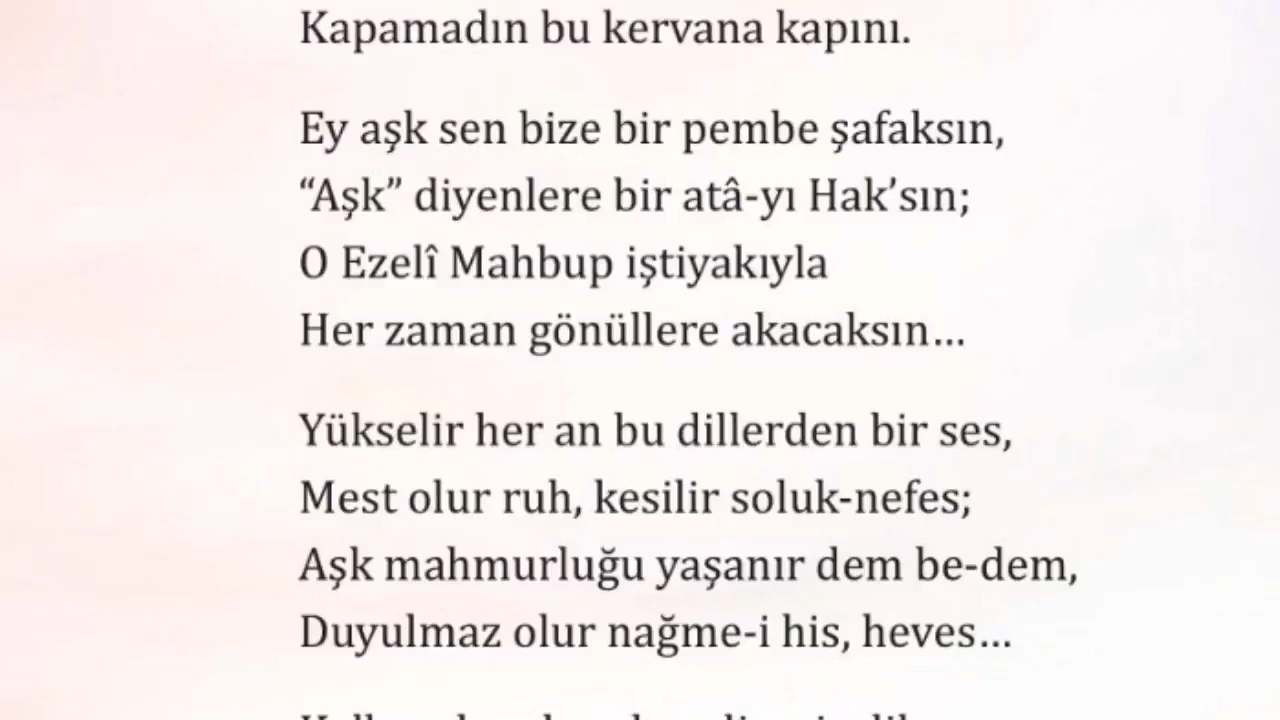 Kapamadın bu kervana kapını.
Ey aşk sen bize bir pembe şafaksın,
“Aşk” diyenlere bir atâ-yı Hak’sın;
O Ezelî Mahbup iştiyakıyla
Her zaman gönüllere akacaksın…
Yükselir her an bu dillerden bir ses,
Mest olur ruh, kesilir soluk-nefes;
Aşk mahmurluğu yaşanır dem be-dem,
Duyulmaz olur nağme-i his, heves…